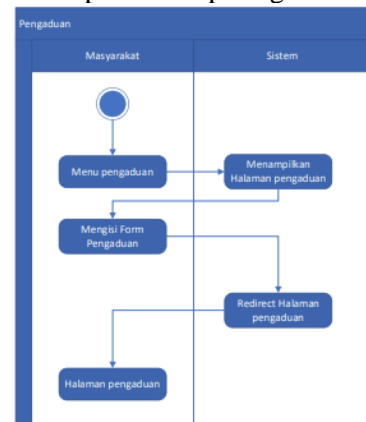 Pengaduan
Masyarakat
Sistem
Menu pengaduan
Menampilkan
Halaman pengaduan
Mengisi Form
Pengaduan
Redirect Halaman
pengaduan
Halaman pengaduan